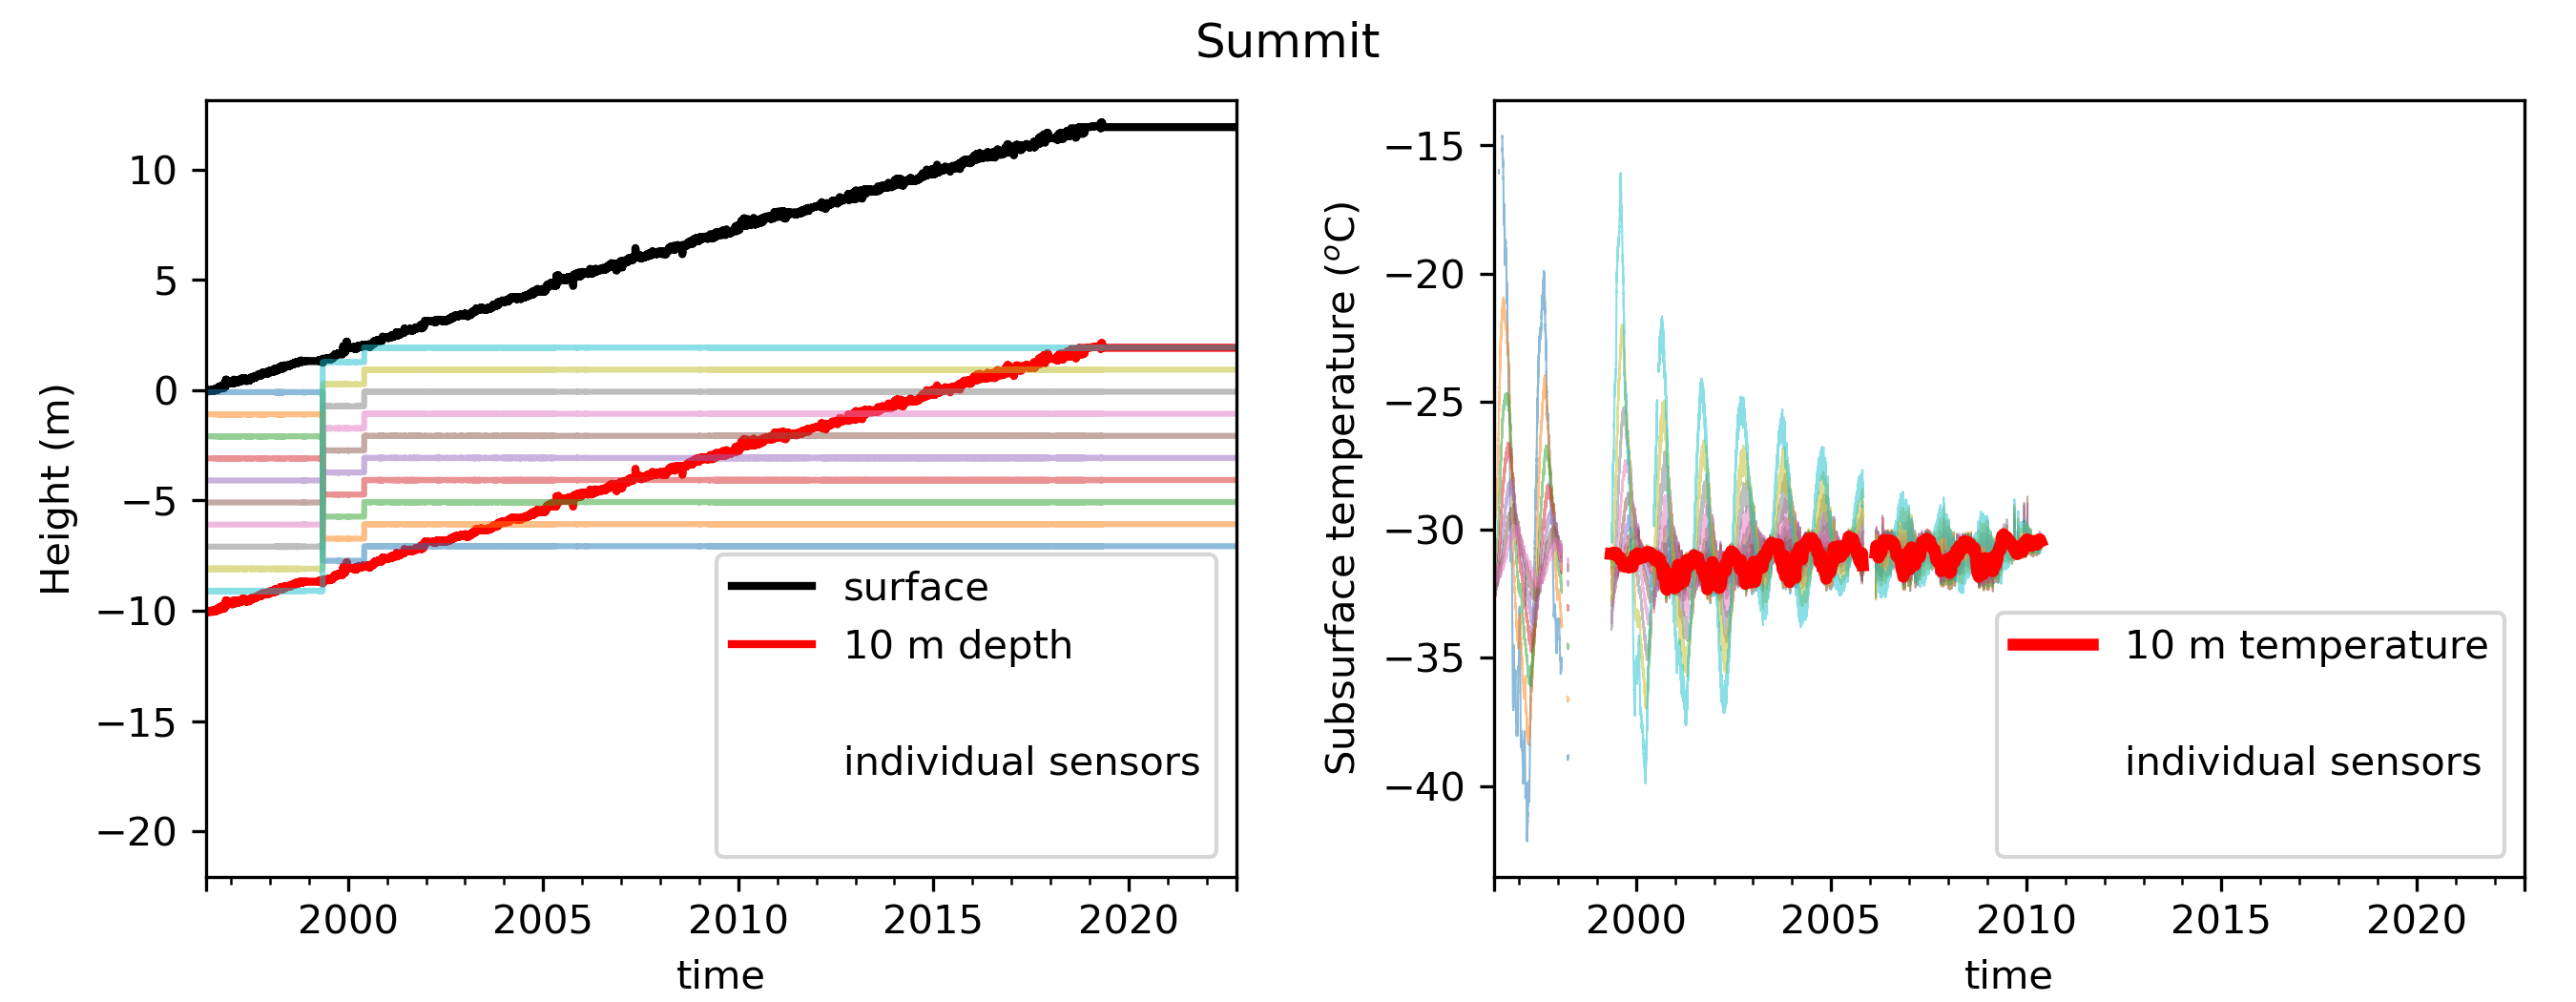 Summit
Height (m)
10
5
0
−5
−10
−15
−20
2000
2005
2010
2015
2020
time
surface
10 m depth
individual sensors
Subsurface temperature (°C)
−15
−20
−25
−30
−35
−40
2000
2005
2010
2015
2020
time
10 m temperature
individual sensors